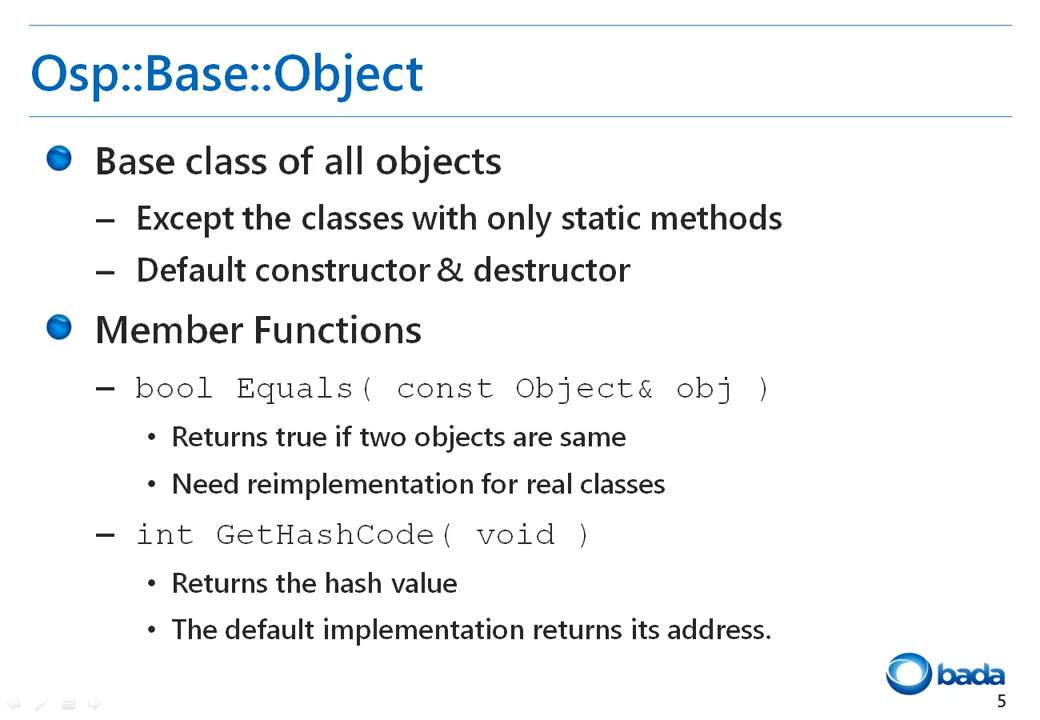 Osp::Base::Object
Base class of all objects
– Except the classes with only static methods
– Default constructor & destructor
Member Functions
– bool Equals( const Object& obj )
• Returns true if two objects are same
• Need reimplementation for real classes
– int GetHashCode( void )
• Returns the hash value
• The default implementation returns its address.
bada
5